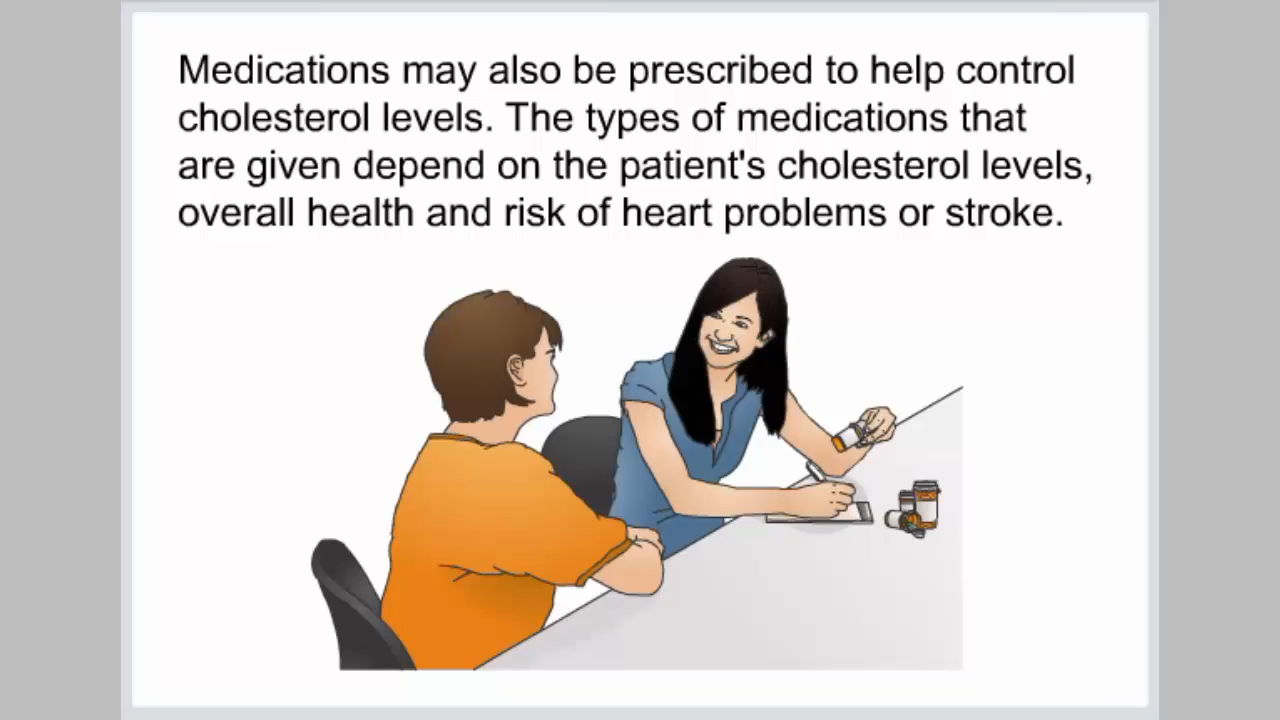 Medications may also be prescribed to help control
cholesterol levels. The types of medications that
are given depend on the patient's cholesterol levels,
overall health and risk of heart problems or stroke.